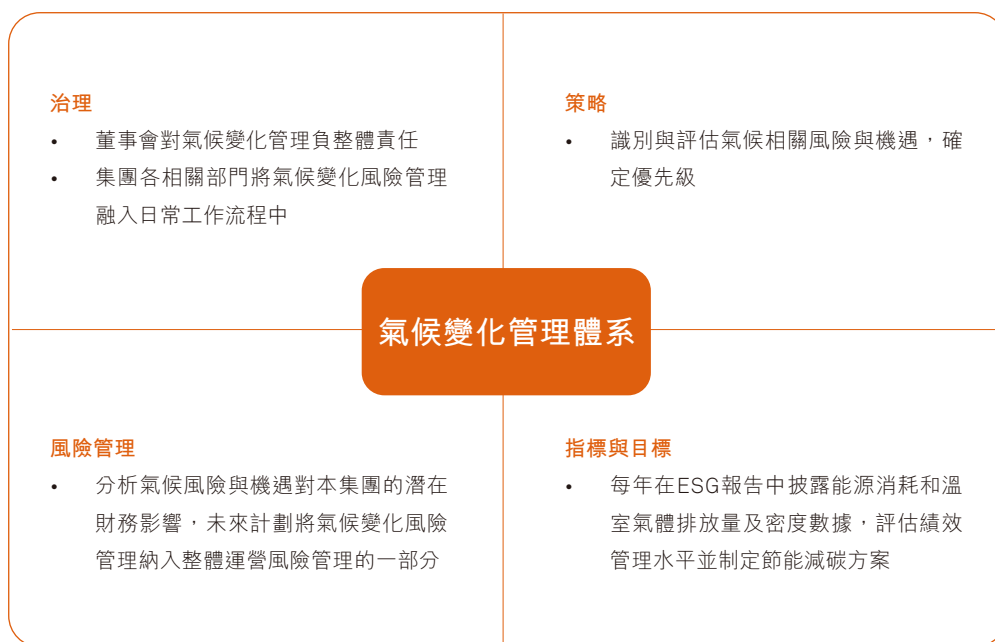 治理
• 董事會對氣候變化管理負整體責任
• 集團各相關部門將氣候變化風險管理
融入日常工作流程中
策略
• 識別與評估氣候相關風險與機遇，確
定優先級
氣候變化管理體系
風險管理
• 分析氣候風險與機遇對本集團的潛在
財務影響，未來計劃將氣候變化風險
管理納入整體運營風險管理的一部分
指標與目標
• 每年在ESG報告中披露能源消耗和溫
室氣體排放量及密度數據，評估績效
管理水平並制定節能減碳方案